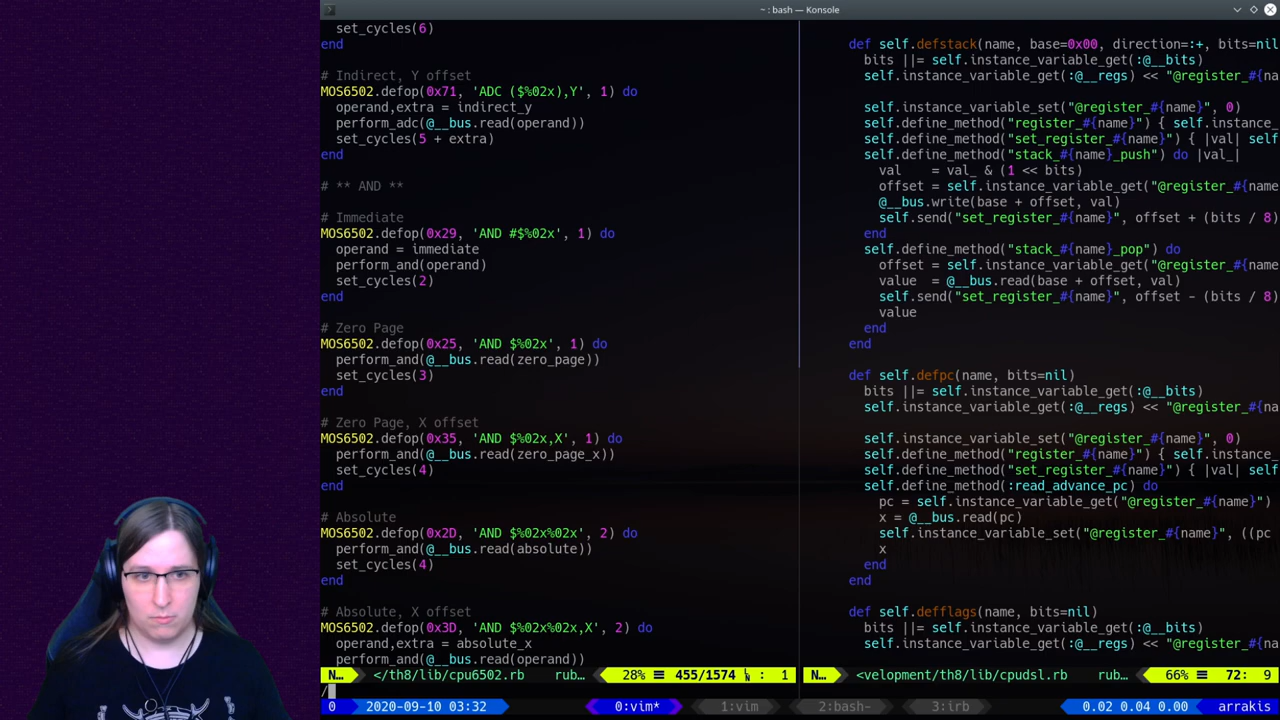 ~ : bash — Konsole
set_cycles(6)
end
# Indirect, Y offset
MOS6502.defop(0x71, 'ADC ($%02x),Y', 1) do
operand,extra = indirect_y
perform_adc(@__bus.read(operand))
set_cycles(5 + extra)
end
# ** AND **
# Immediate
MOS6502.defop(0x29, 'AND #$%02x', 1) do
operand = immediate
perform_and(operand)
set_cycles(2)
end
# Zero Page
MOS6502.defop(0x25, 'AND $%02x', 1) do
perform_and(@__bus.read(zero_page))
set_cycles(3)
end
# Zero Page, X offset
MOS6502.defop(0x35, 'AND $%02x,X', 1) do
perform_and(@__bus.read(zero_page_x))
set_cycles(4)
end
# Absolute
MOS6502.defop(0x2D, 'AND $%02x%02x', 2) do
perform_and(@__bus.read(absolute))
set_cycles(4)
end
# Absolute, X offset
MOS6502.defop(0x3D, 'AND $%02x%02x,X', 2) do
operand,extra = absolute_x
perform_and(@__bus.read(operand))
N… </th8/lib/cpu6502.rb rub… 28% ≡ 455/1574 : 1
/
def self.defstack(name, base=0x00, direction=:+, bits=nil
bits ||= self.instance_variable_get(:@__bits)
self.instance_variable_get(:@__regs) << "@register_#{na
self.instance_variable_set("@register_#{name}", 0)
self.define_method("register_#{name}") { self.instance_
self.define_method("set_register_#{name}") { |val| self
self.define_method("stack_#{name}_push") do |val_|
val    = val_ & (1 << bits)
offset = self.instance_variable_get("@register_#{name
@__bus.write(base + offset, val)
self.send("set_register_#{name}", offset + (bits / 8)
end
self.define_method("stack_#{name}_pop") do
offset = self.instance_variable_get("@register_#{name
value  = @__bus.read(base + offset, val)
self.send("set_register_#{name}", offset - (bits / 8)
value
end
end
def self.defpc(name, bits=nil)
bits ||= self.instance_variable_get(:@__bits)
self.instance_variable_get(:@__regs) << "@register_#{na
self.instance_variable_set("@register_#{name}", 0)
self.define_method("register_#{name}") { self.instance_
self.define_method("set_register_#{name}") { |val| self
self.define_method(:read_advance_pc) do
pc = self.instance_variable_get("@register_#{name}")
x = @__bus.read(pc)
self.instance_variable_set("@register_#{name}", ((pc
x
end
end
def self.defflags(name, bits=nil)
bits ||= self.instance_variable_get(:@__bits)
self.instance_variable_get(:@__regs) << "@register_#{na
N… <velopment/th8/lib/cpudsl.rb rub… 66% ≡ 72: 9
0 2020-09-10 03:32 0:vim* 1:vim 2:bash- 3:irb 0.02 0.04 0.00 arrakis